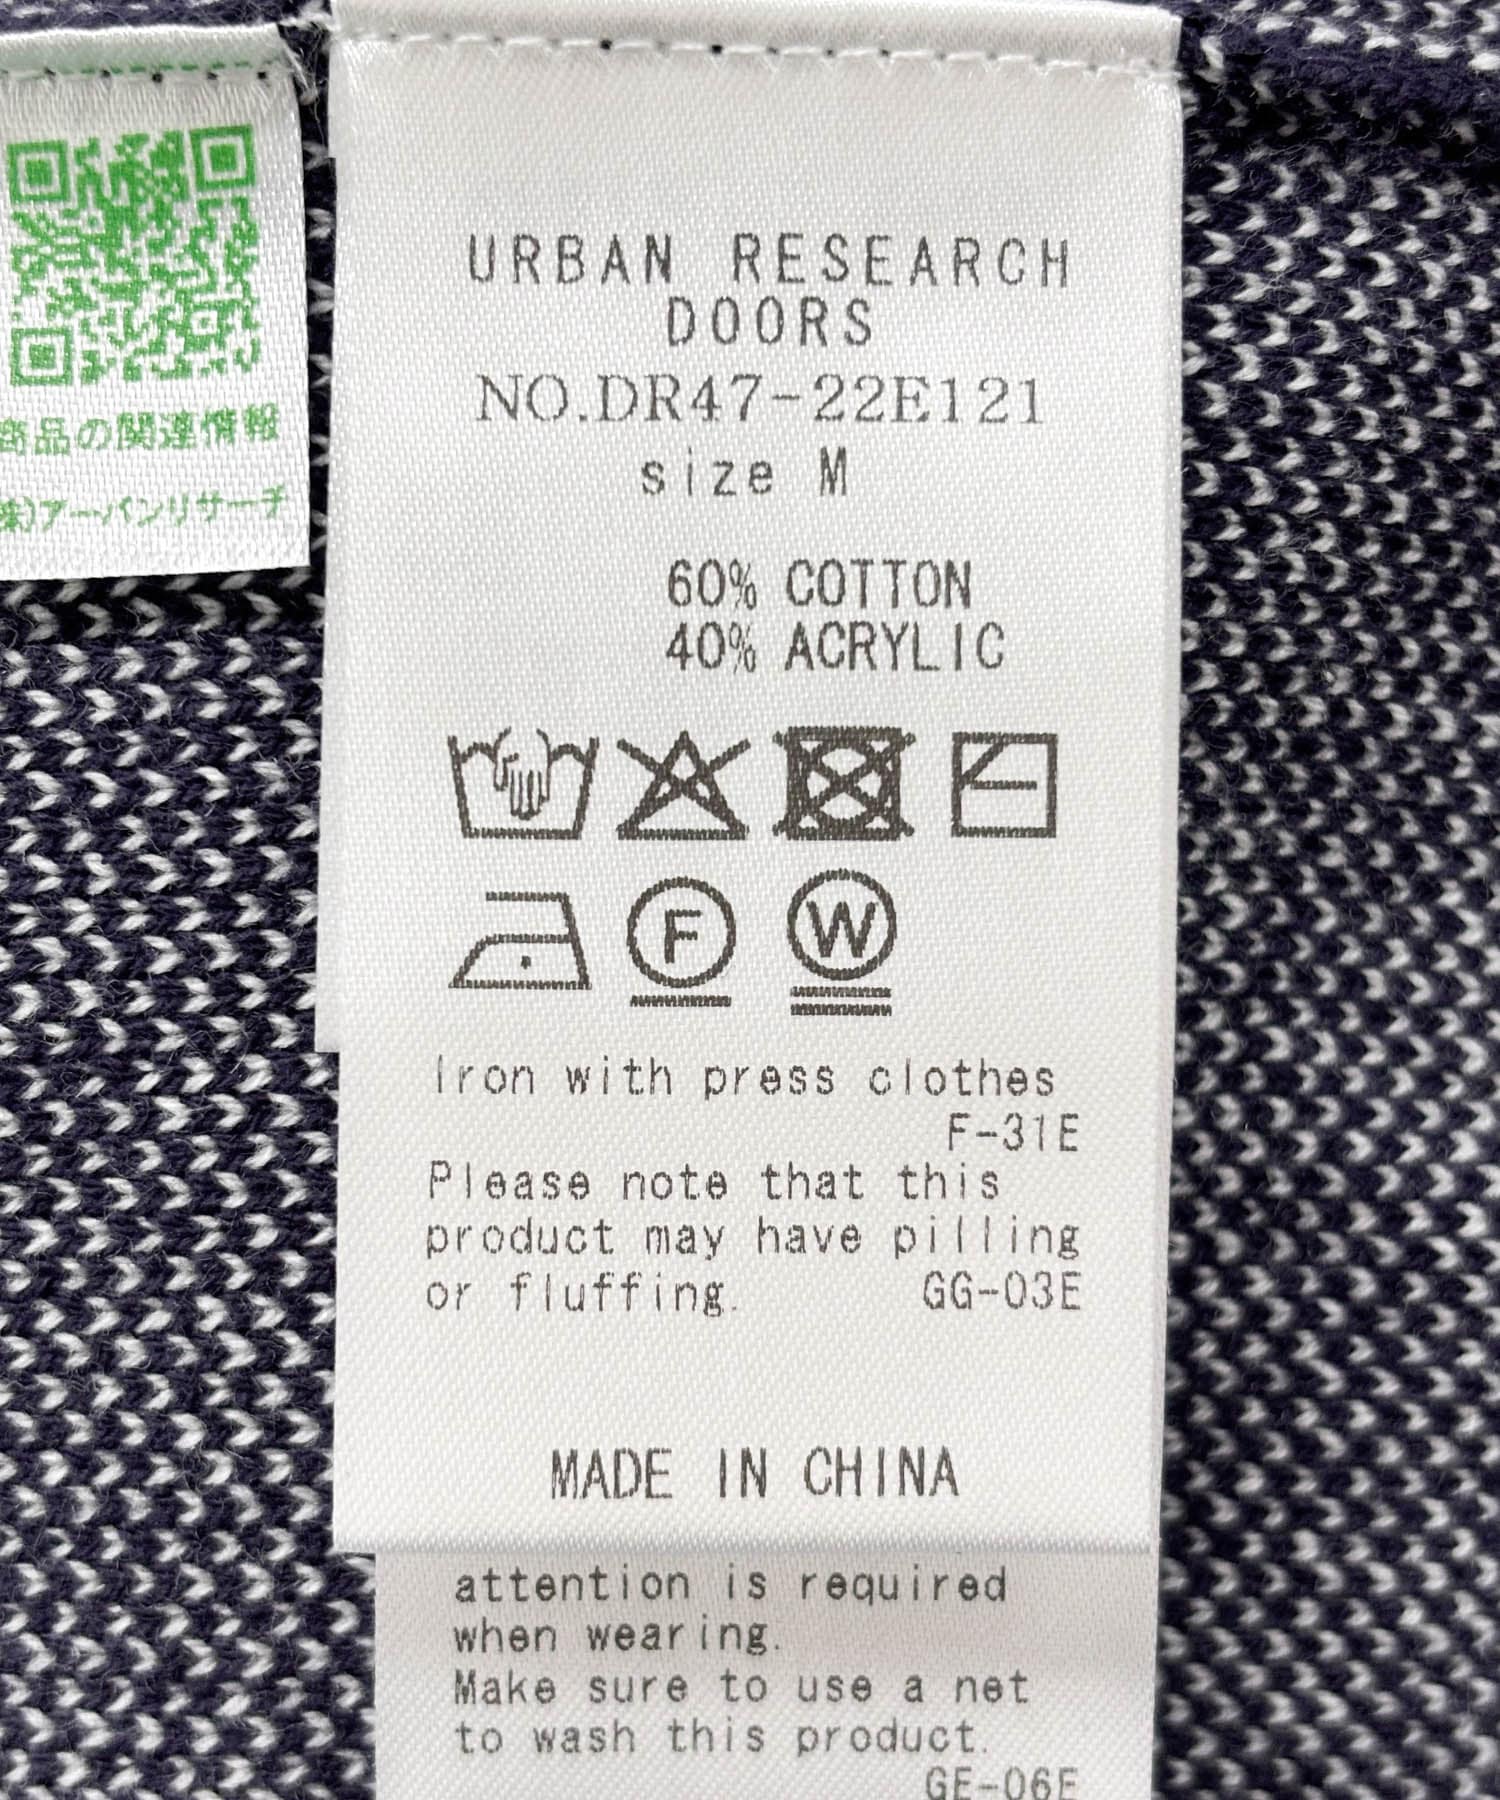 商品の関連情報
(株)アーバンリサーチ
URBAN RESEARCH
DOORS
NO.DR47-22E121
size M
60% COTTON
40% ACRYLIC
F
W
Iron with press clothes
F-31E
Please note that this
product may have pilling
or fluffing. GG-03E
MADE IN CHINA
attention is required
when wearing.
Make sure to use a net
to wash this product.
GE-06E